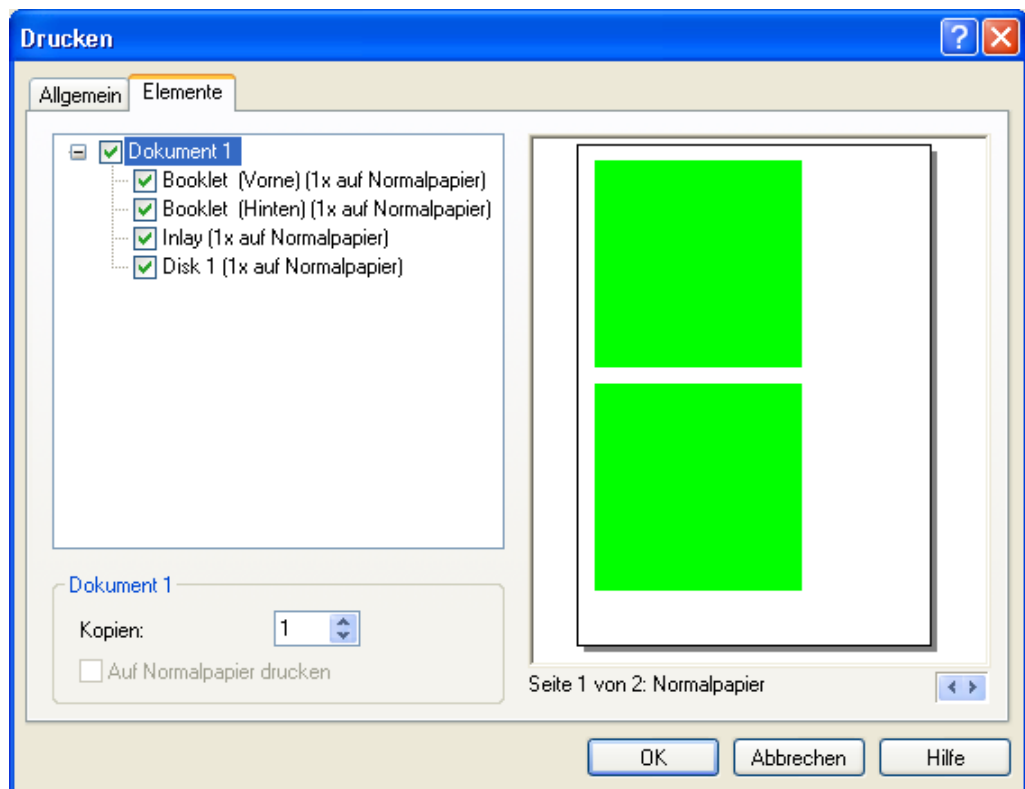 Drucken
Allgemein
Elemente
Dokument 1
Booklet (Vorne) (1x auf Normalpapier)
Booklet (Hinten) (1x auf Normalpapier)
Inlay (1x auf Normalpapier)
Disk 1 (1x auf Normalpapier)
Dokument 1
Kopien:
1
Auf Normalpapier drucken
Seite 1 von 2: Normalpapier
OK
Abbrechen
Hilfe